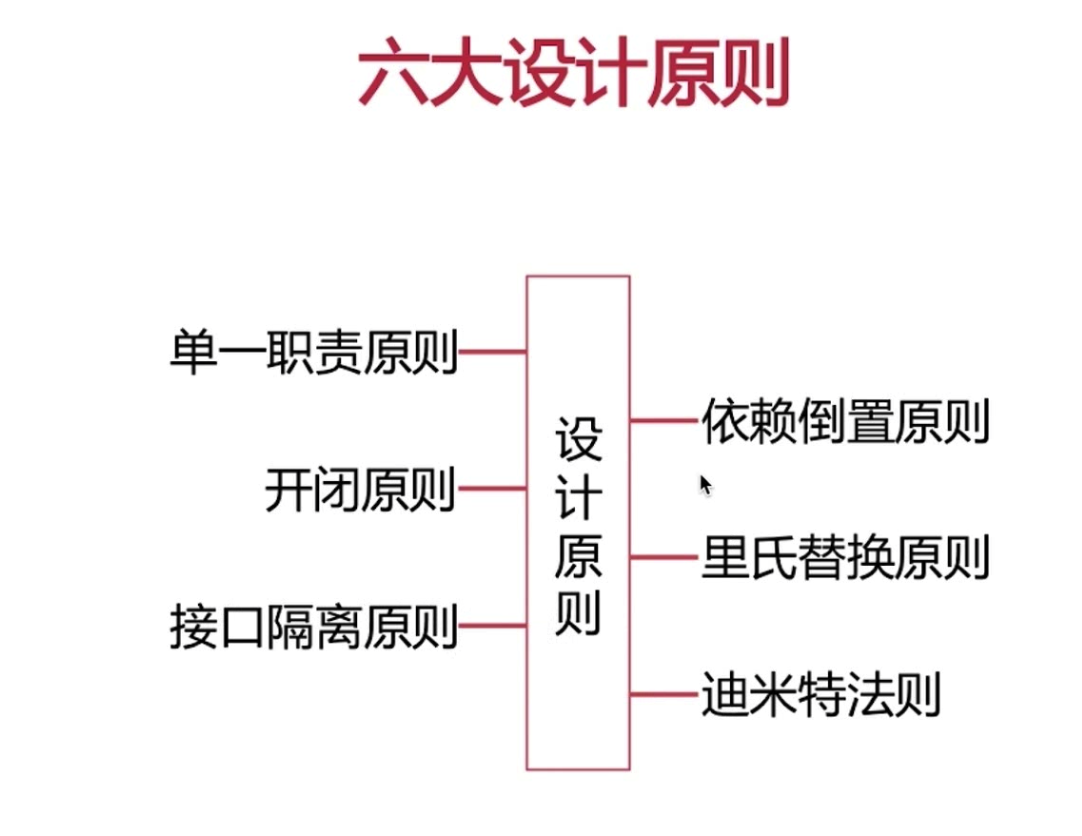 六大设计原则
单一职责原则
开闭原则
接口隔离原则
设计原则
依赖倒置原则
里氏替换原则
迪米特法则